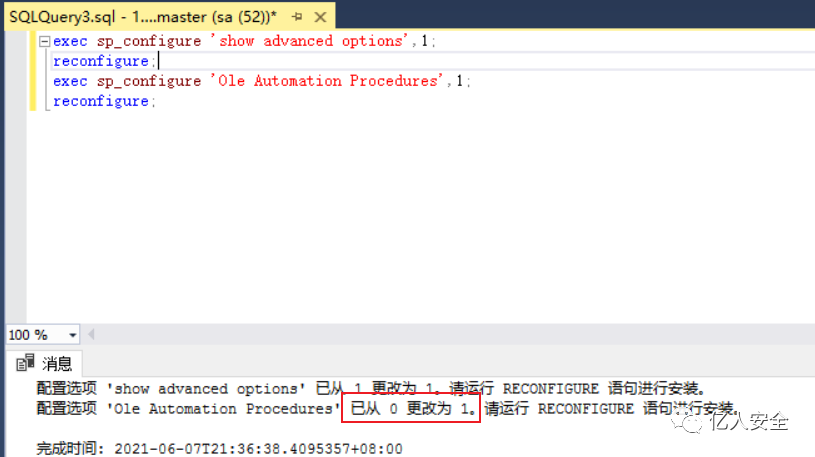 SQLQuery3.sql - 1....master (sa (52))*
exec sp_configure 'show advanced options',1;
reconfigure;
exec sp_configure 'Ole Automation Procedures',1;
reconfigure;
100 %
消息
配置选项 'show advanced options' 已从 1 更改为 1。请运行 RECONFIGURE 语句进行安装。
配置选项 'Ole Automation Procedures' 已从 0 更改为 1。请运行 RECONFIGURE 语句进行安装。
亿人安全
完成时间: 2021-06-07T21:36:38.4095357+08:00